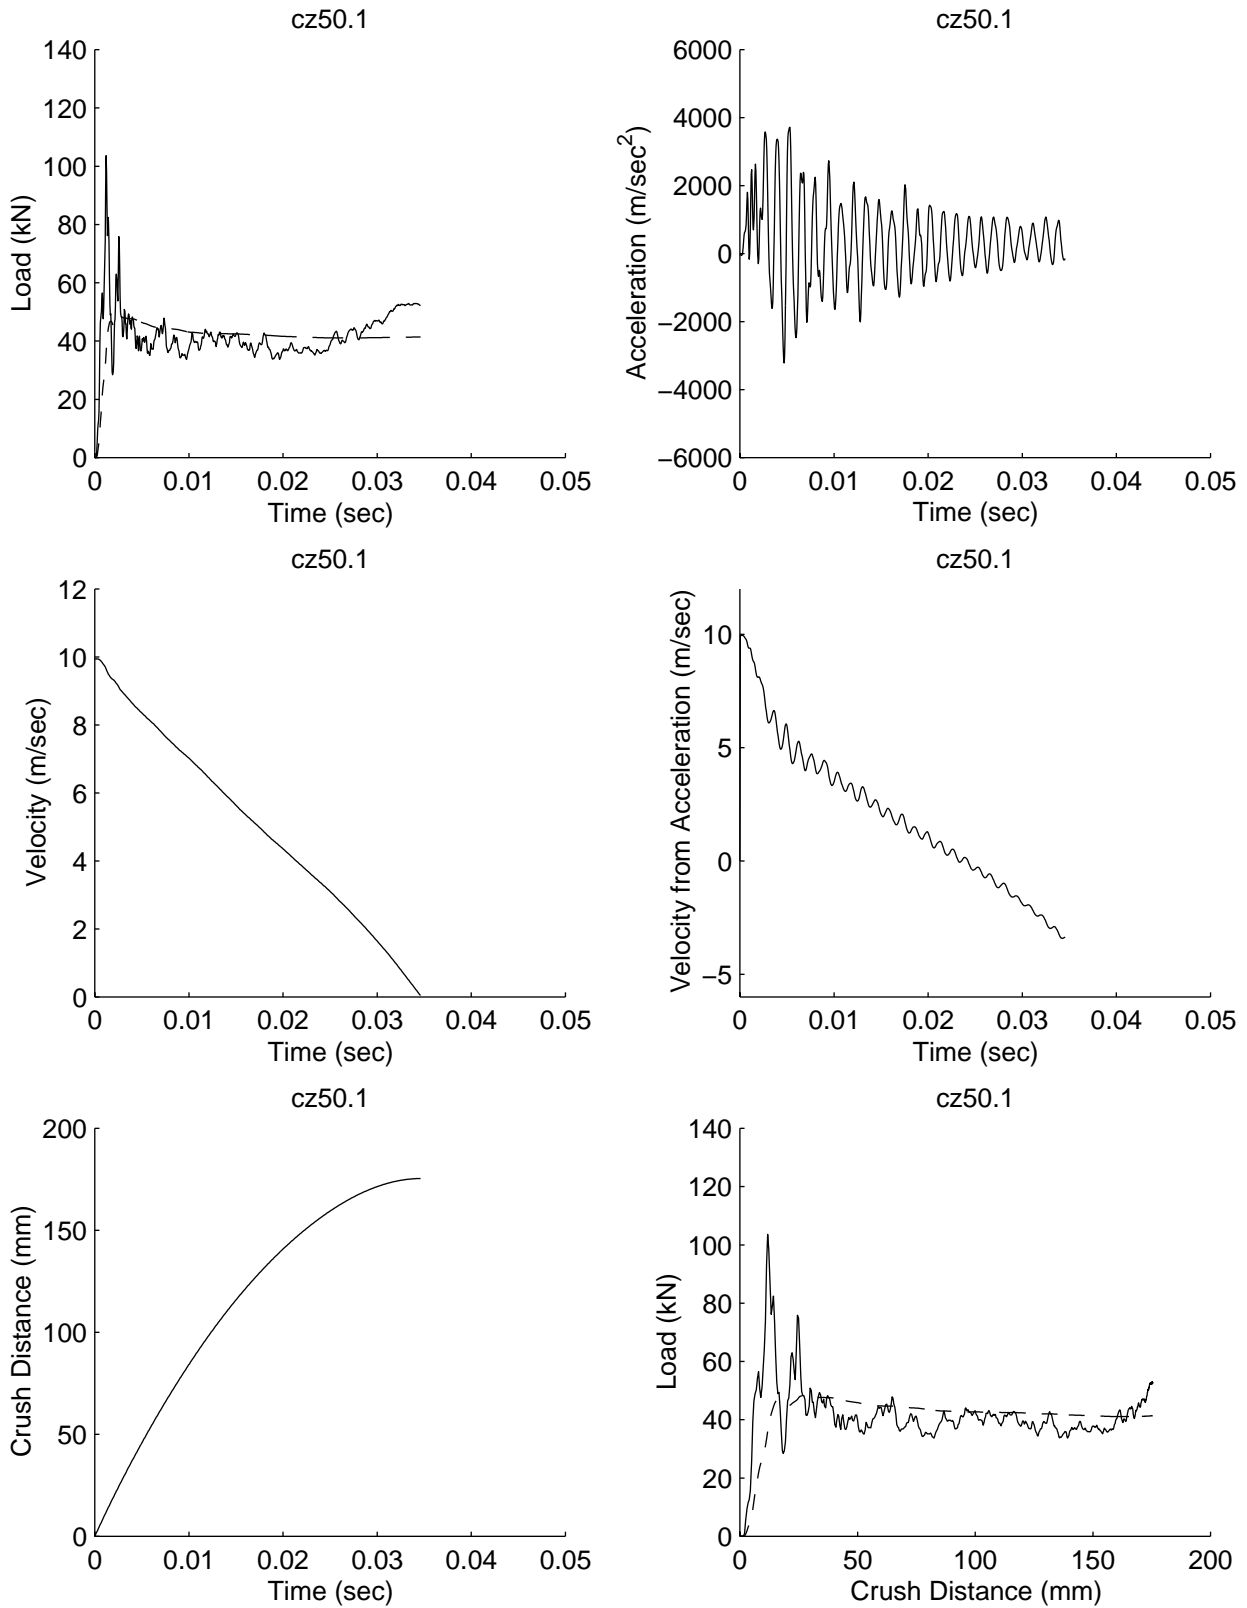 cz50.1
140
120
100
80
60
40
20
0
Load (kN)
0 0.01 0.02 0.03 0.04 0.05
Time (sec)
cz50.1
6000
4000
2000
0
−2000
−4000
−6000
Acceleration (m/sec2)
0 0.01 0.02 0.03 0.04 0.05
Time (sec)
cz50.1
12
10
8
6
4
2
0
Velocity (m/sec)
0 0.01 0.02 0.03 0.04 0.05
Time (sec)
cz50.1
10
5
0
−5
Velocity from Acceleration (m/sec)
0 0.01 0.02 0.03 0.04 0.05
Time (sec)
cz50.1
200
150
100
50
0
Crush Distance (mm)
0 0.01 0.02 0.03 0.04 0.05
Time (sec)
cz50.1
140
120
100
80
60
40
20
0
Load (kN)
0 50 100 150 200
Crush Distance (mm)